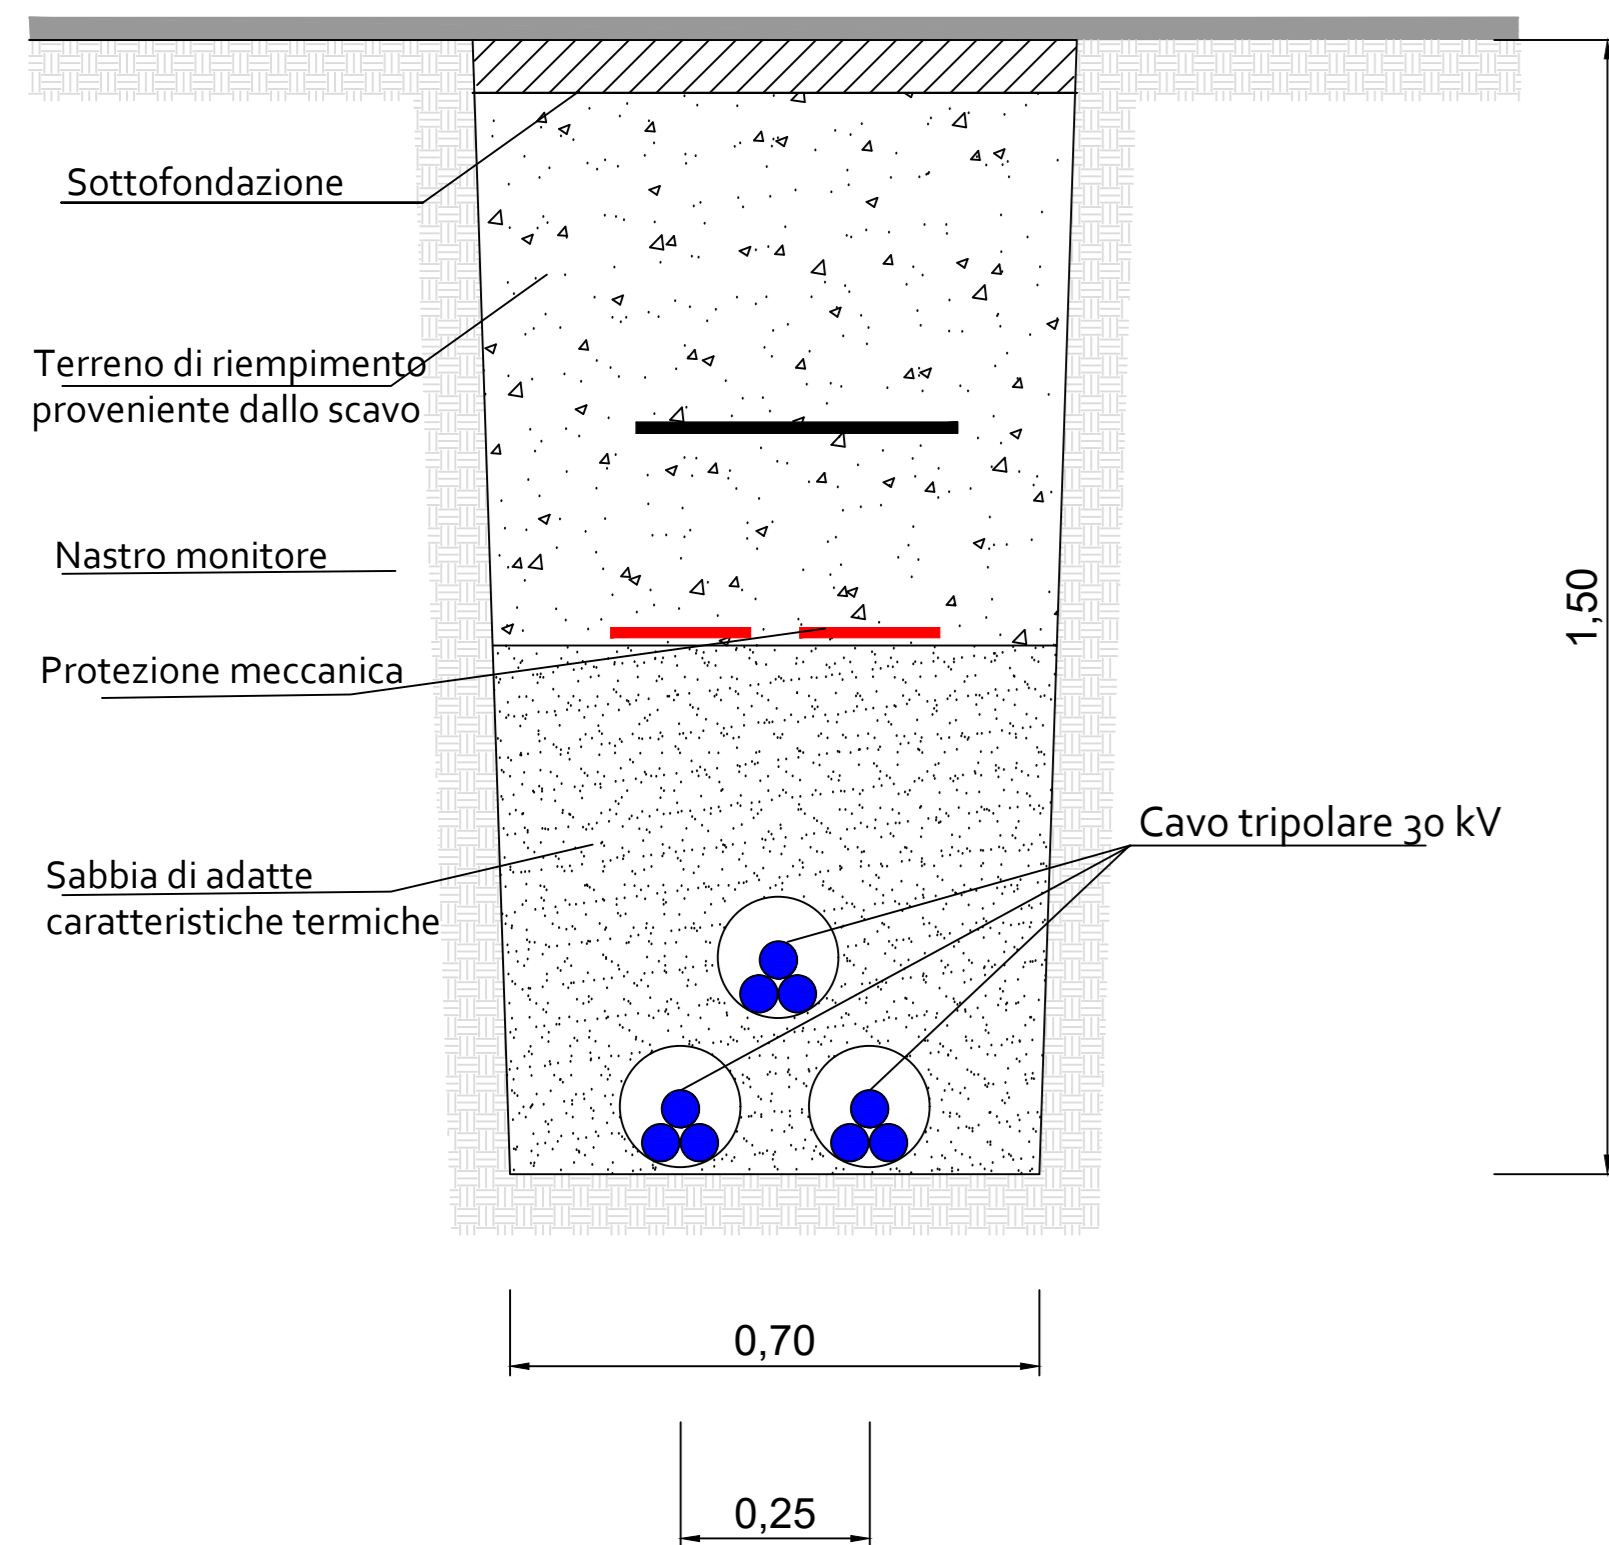 Sottofondazione
Terreno di riempimento
proveniente dallo scavo
Nastro monitore
1,50
Protezione meccanica
Cavo tripolare 30 kV
Sabbia di adatte
caratteristiche termiche
0,70
0,25